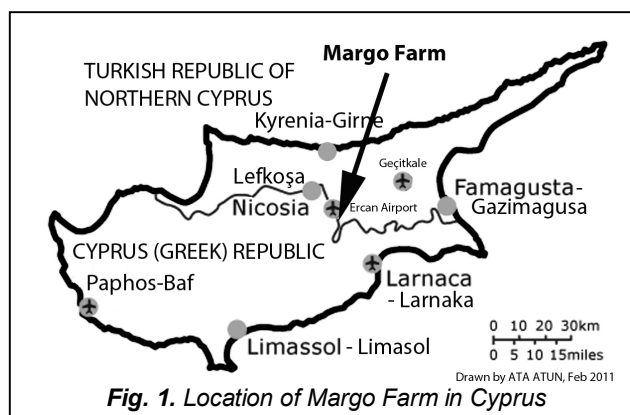 Margo Farm
TURKISH REPUBLIC OF
NORTHERN CYPRUS
Kyrenia-Girne
Geçitkale
Lefkoşa
Nicosia
Ercan Airport
Famagusta-
Gazimagusa
CYPRUS (GREEK) REPUBLIC
Paphos-Baf
Larnaca
- Larnaka
Limassol - Limasol
0 10 20 30km
0 5 10 15miles
Drawn by ATA ATUN, Feb 2011
Fig. 1. Location of Margo Farm in Cyprus